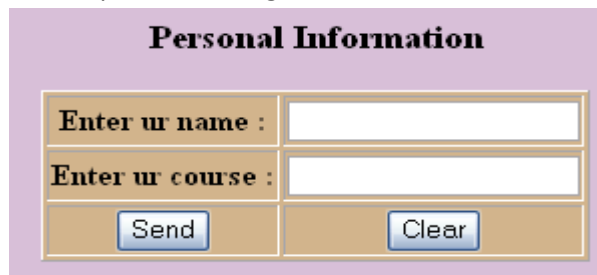 Personal Information
Enter ur name :
Enter ur course :
Send Clear